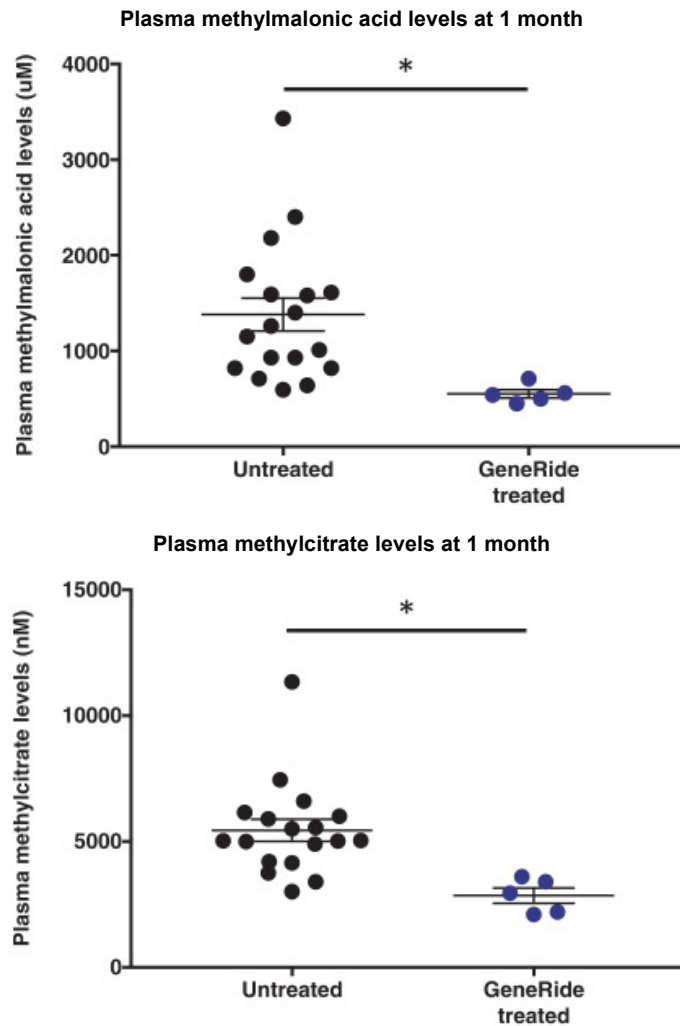 Plasma methylmalonic acid levels at 1 month
Plasma methylmalonic acid levels (uM)
4000
3000
2000
1000
0
*
Untreated
GeneRide
treated
Plasma methylcitrate levels at 1 month
Plasma methylcitrate levels (nM)
15000
10000
5000
0
*
Untreated
GeneRide
treated